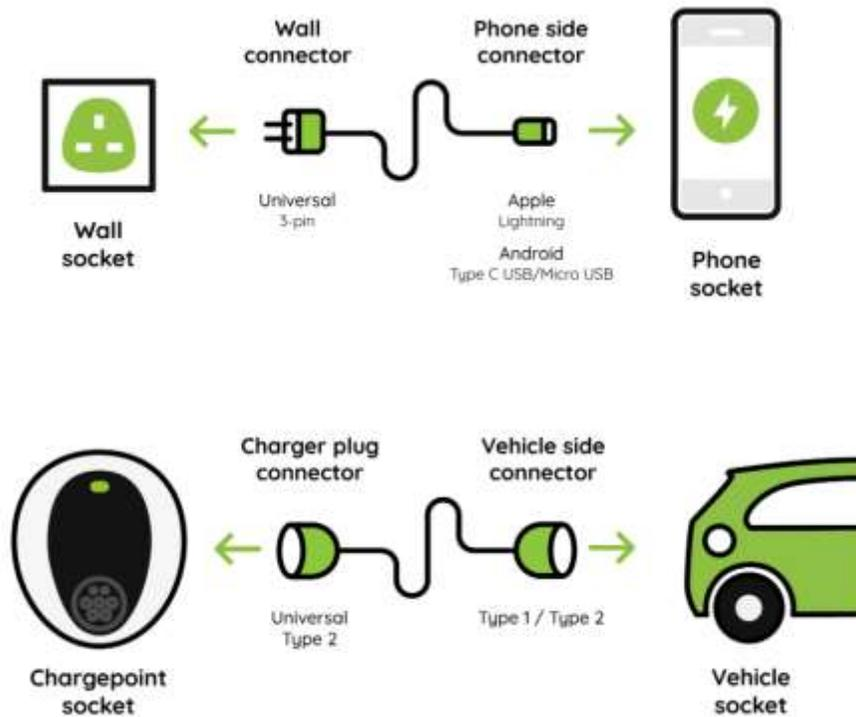 Wall
connector
Phone side
connector
Universal
3-pin
Apple
Lightning
Android
Type C USB/Micro USB
Wall
socket
Phone
socket
Charger plug
connector
Vehicle side
connector
Universal
Type 2
Type 1 / Type 2
Chargepoint
socket
Vehicle
socket